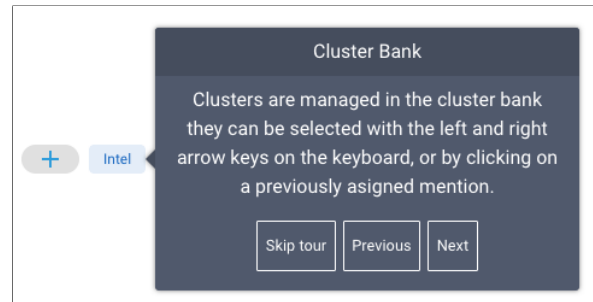 Cluster Bank
Clusters are managed in the cluster bank
they can be selected with the left and right
arrow keys on the keyboard, or by clicking on
a previously asigned mention.
+
Intel
Skip tour
Previous
Next